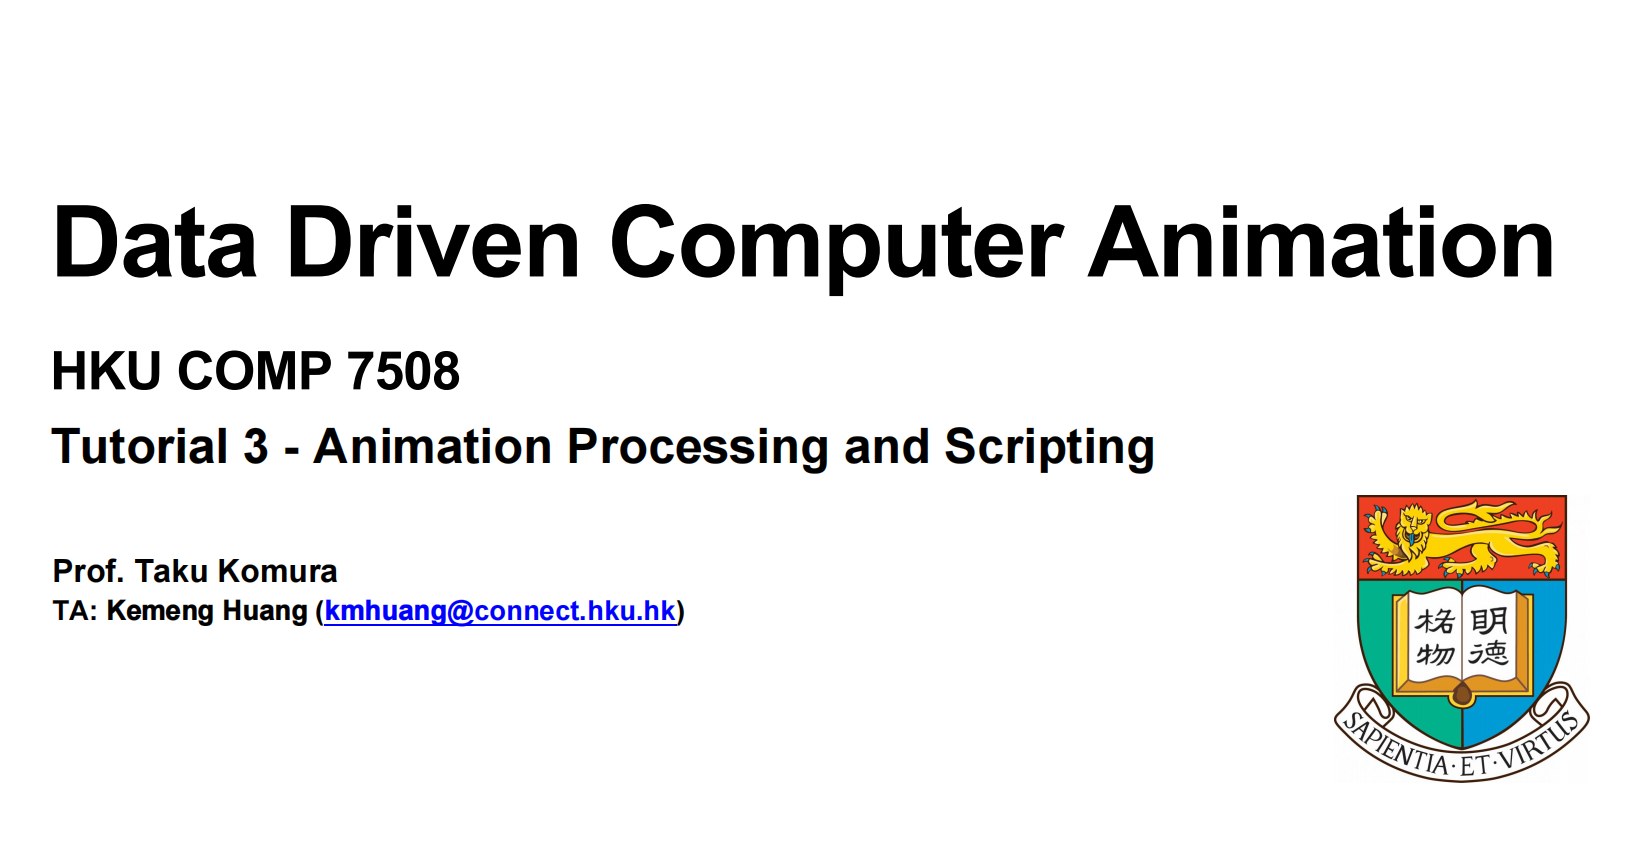 Data Driven Computer Animation
HKU COMP 7508
Tutorial 3 - Animation Processing and Scripting
Prof. Taku Komura
TA: Kemeng Huang (kmhuang@connect.hku.hk)
明德
格物
SAPIENTIA·ET·VIRTUS